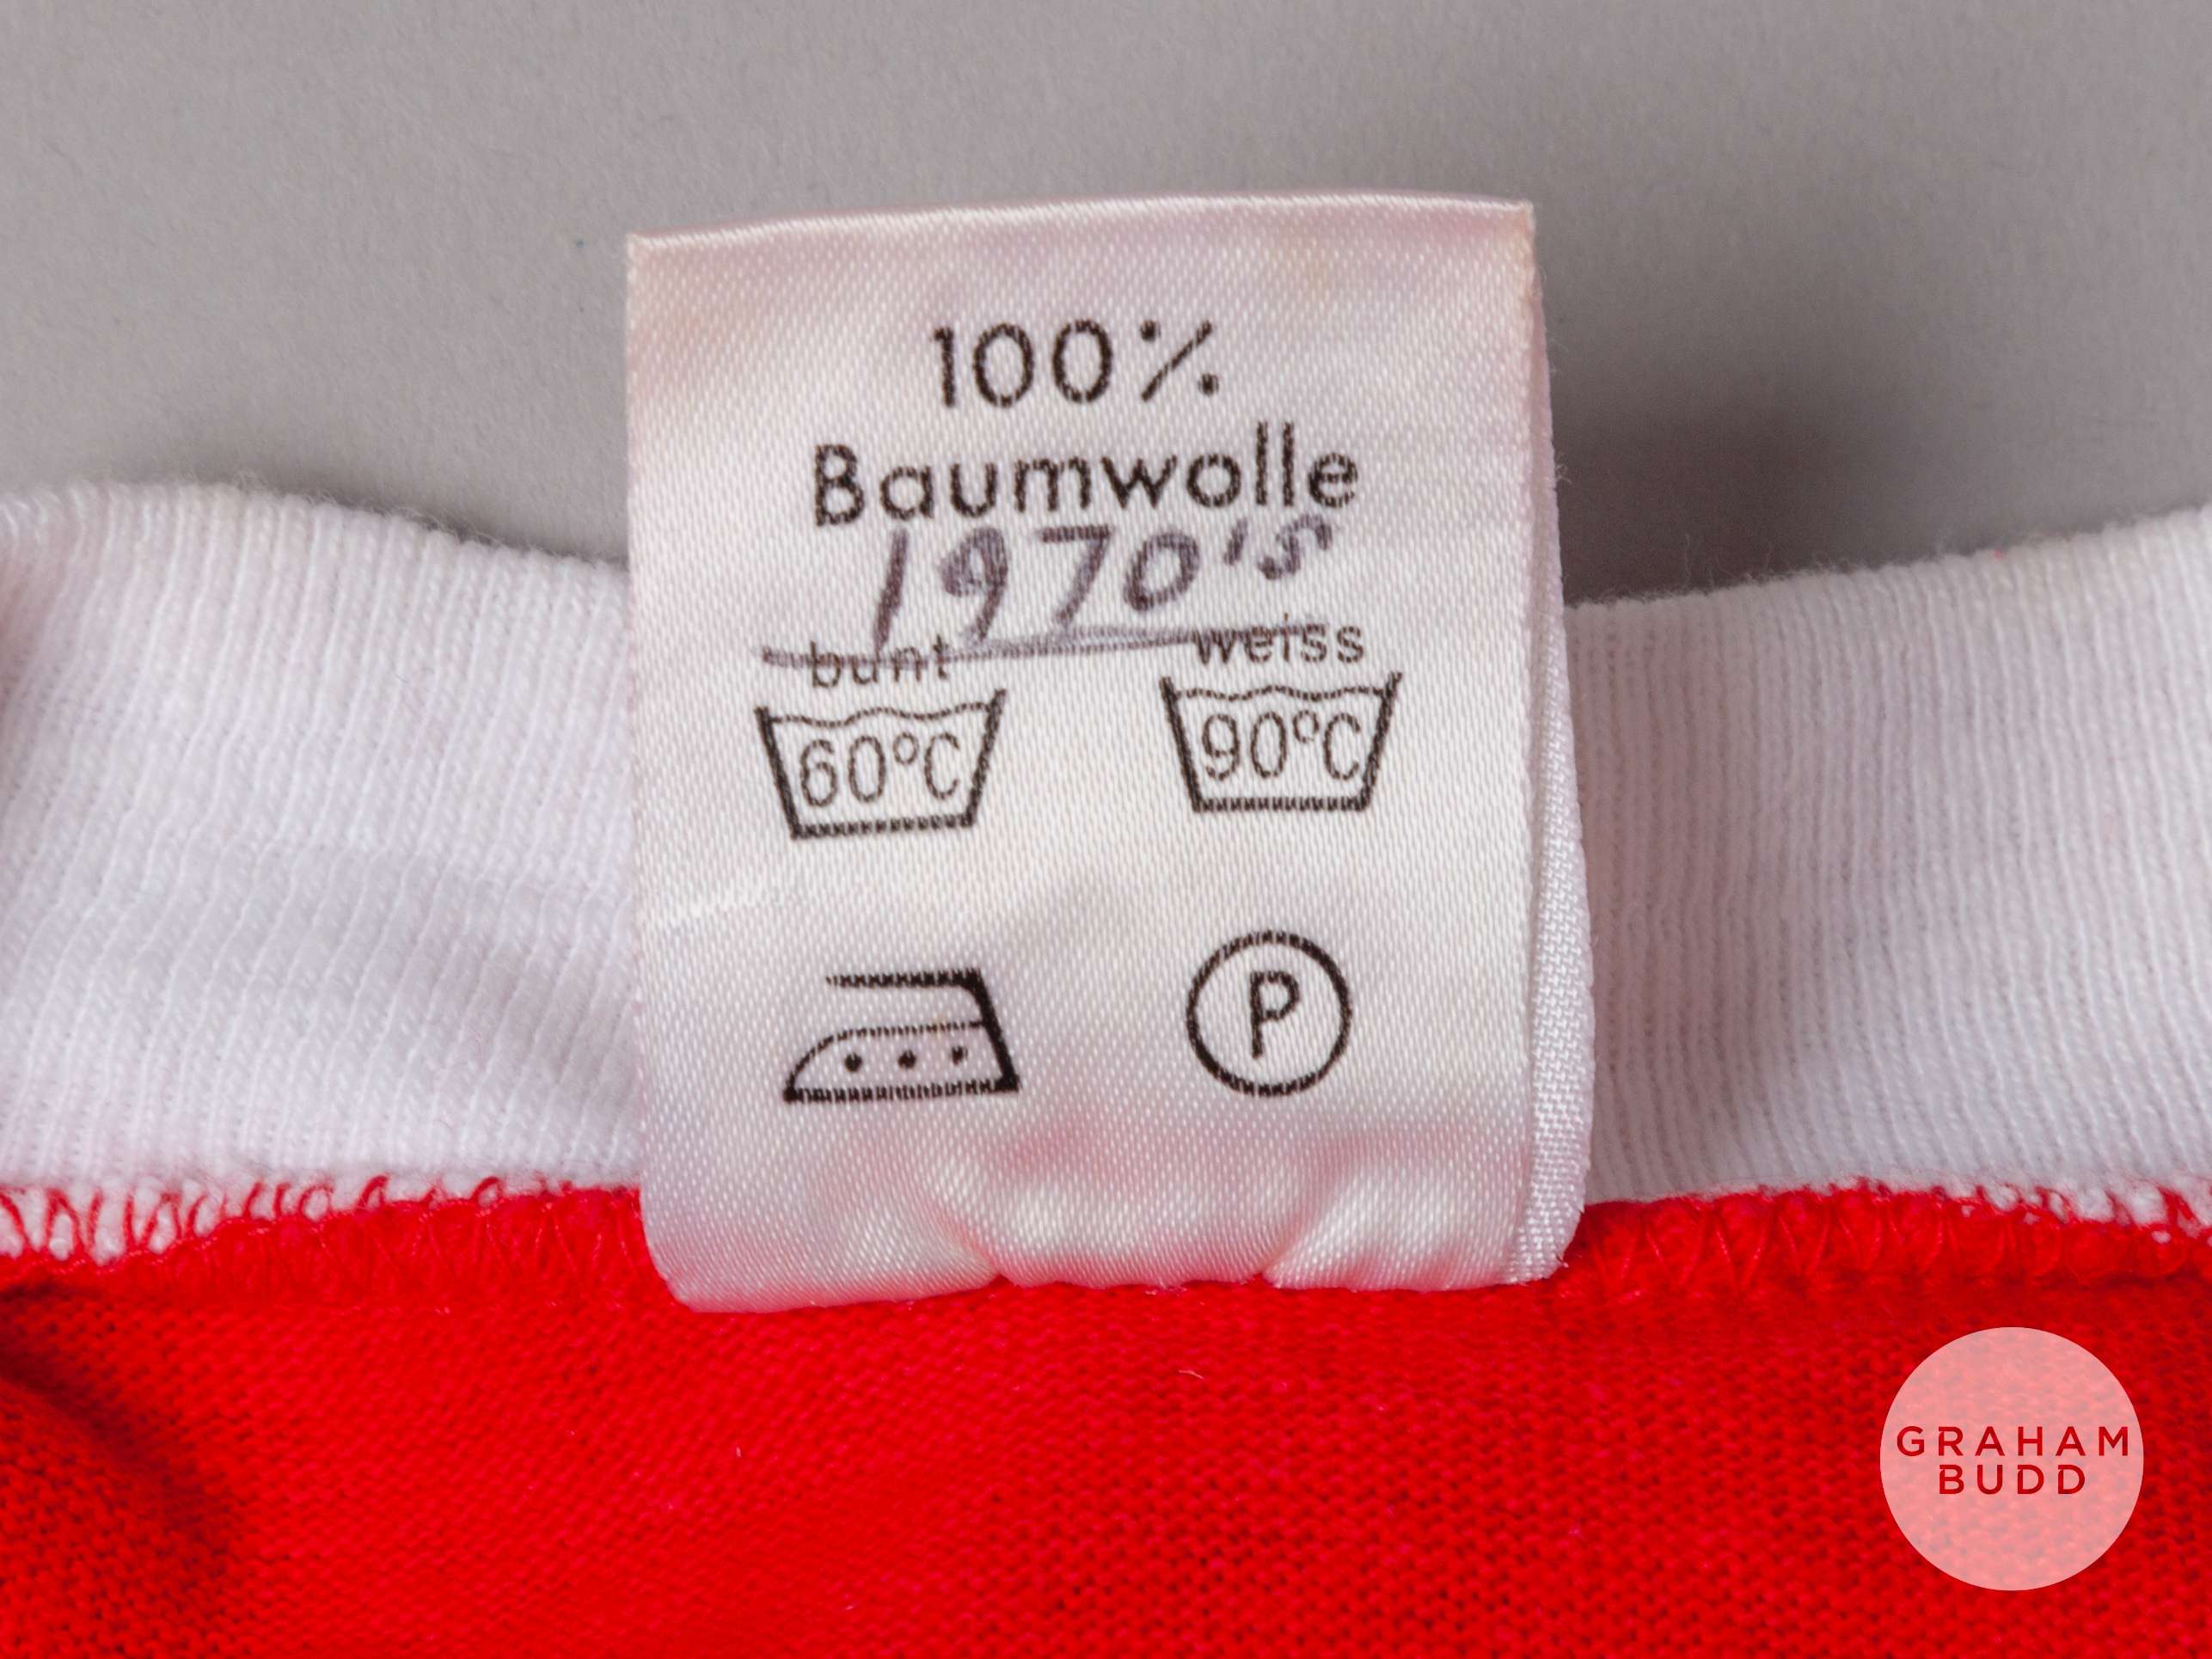 100%
Baumwolle
1970's
bunt weiss
60°C 90°C
P
GRAHAM
BUDD